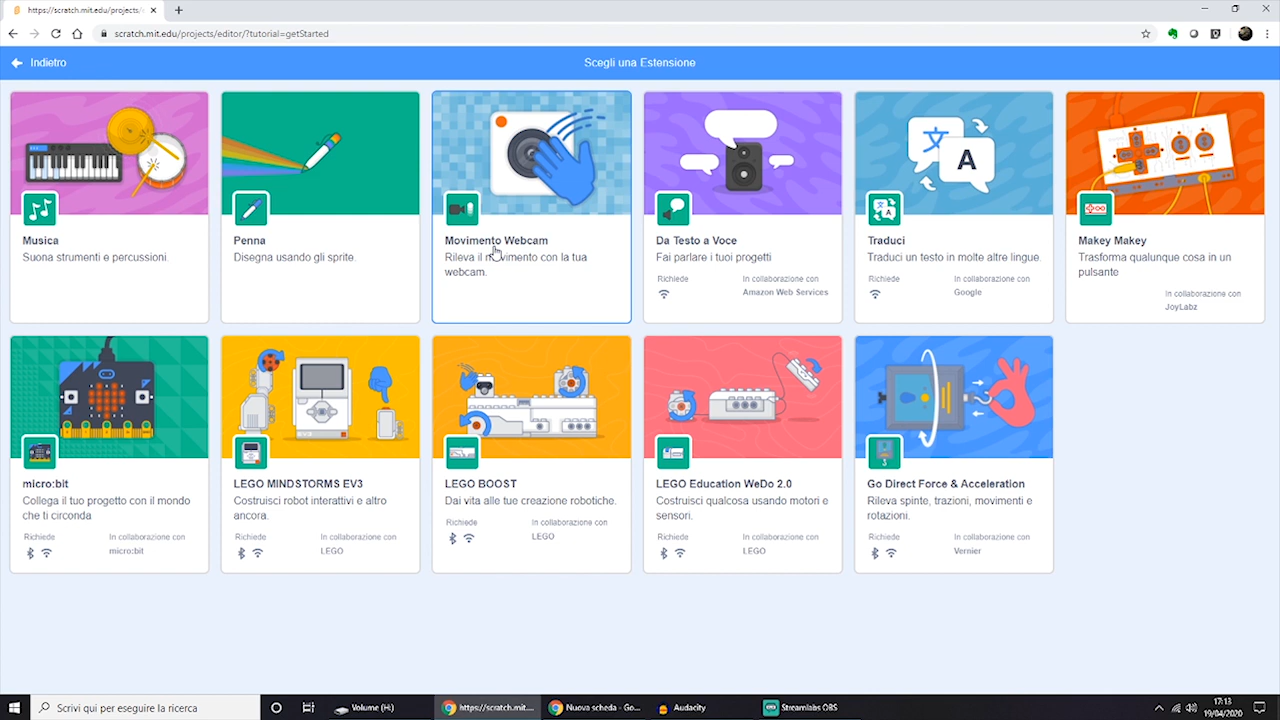 https://scratch.mit.edu/projects/
scratch.mit.edu/projects/editor/?tutorial=getStarted
Indietro
Scegli una Estensione
Musica
Suona strumenti e percussioni.
Penna
Disegna usando gli sprite.
Movimento Webcam
Rileva il movimento con la tua
webcam.
Da Testo a Voce
Fai parlare i tuoi progetti
Richiede
In collaborazione con
Amazon Web Services
文
A
Traduci
Traduci un testo in molte altre lingue.
Richiede
In collaborazione con
Google
Makey Makey
Trasforma qualunque cosa in un
pulsante
In collaborazione con
JoyLabz
micro:bit
Collega il tuo progetto con il mondo
che ti circonda
Richiede
In collaborazione con
micro:bit
LEGO MINDSTORMS EV3
Costruisci robot interattivi e altro
ancora.
Richiede
In collaborazione con
LEGO
LEGO BOOST
Dai vita alle tue creazione robotiche.
Richiede
In collaborazione con
LEGO
LEGO Education WeDo 2.0
Costruisci qualcosa usando motori e
sensori.
Richiede
In collaborazione con
LEGO
Go Direct Force & Acceleration
Rileva spinte, trazioni, movimenti e
rotazioni.
Richiede
In collaborazione con
Vernier
Scrivi qui per eseguire la ricerca
Volume (H:)
https://scratch.mit....
Nuova scheda - Go...
Audacity
Streamlabs OBS
17:13
19/04/2020